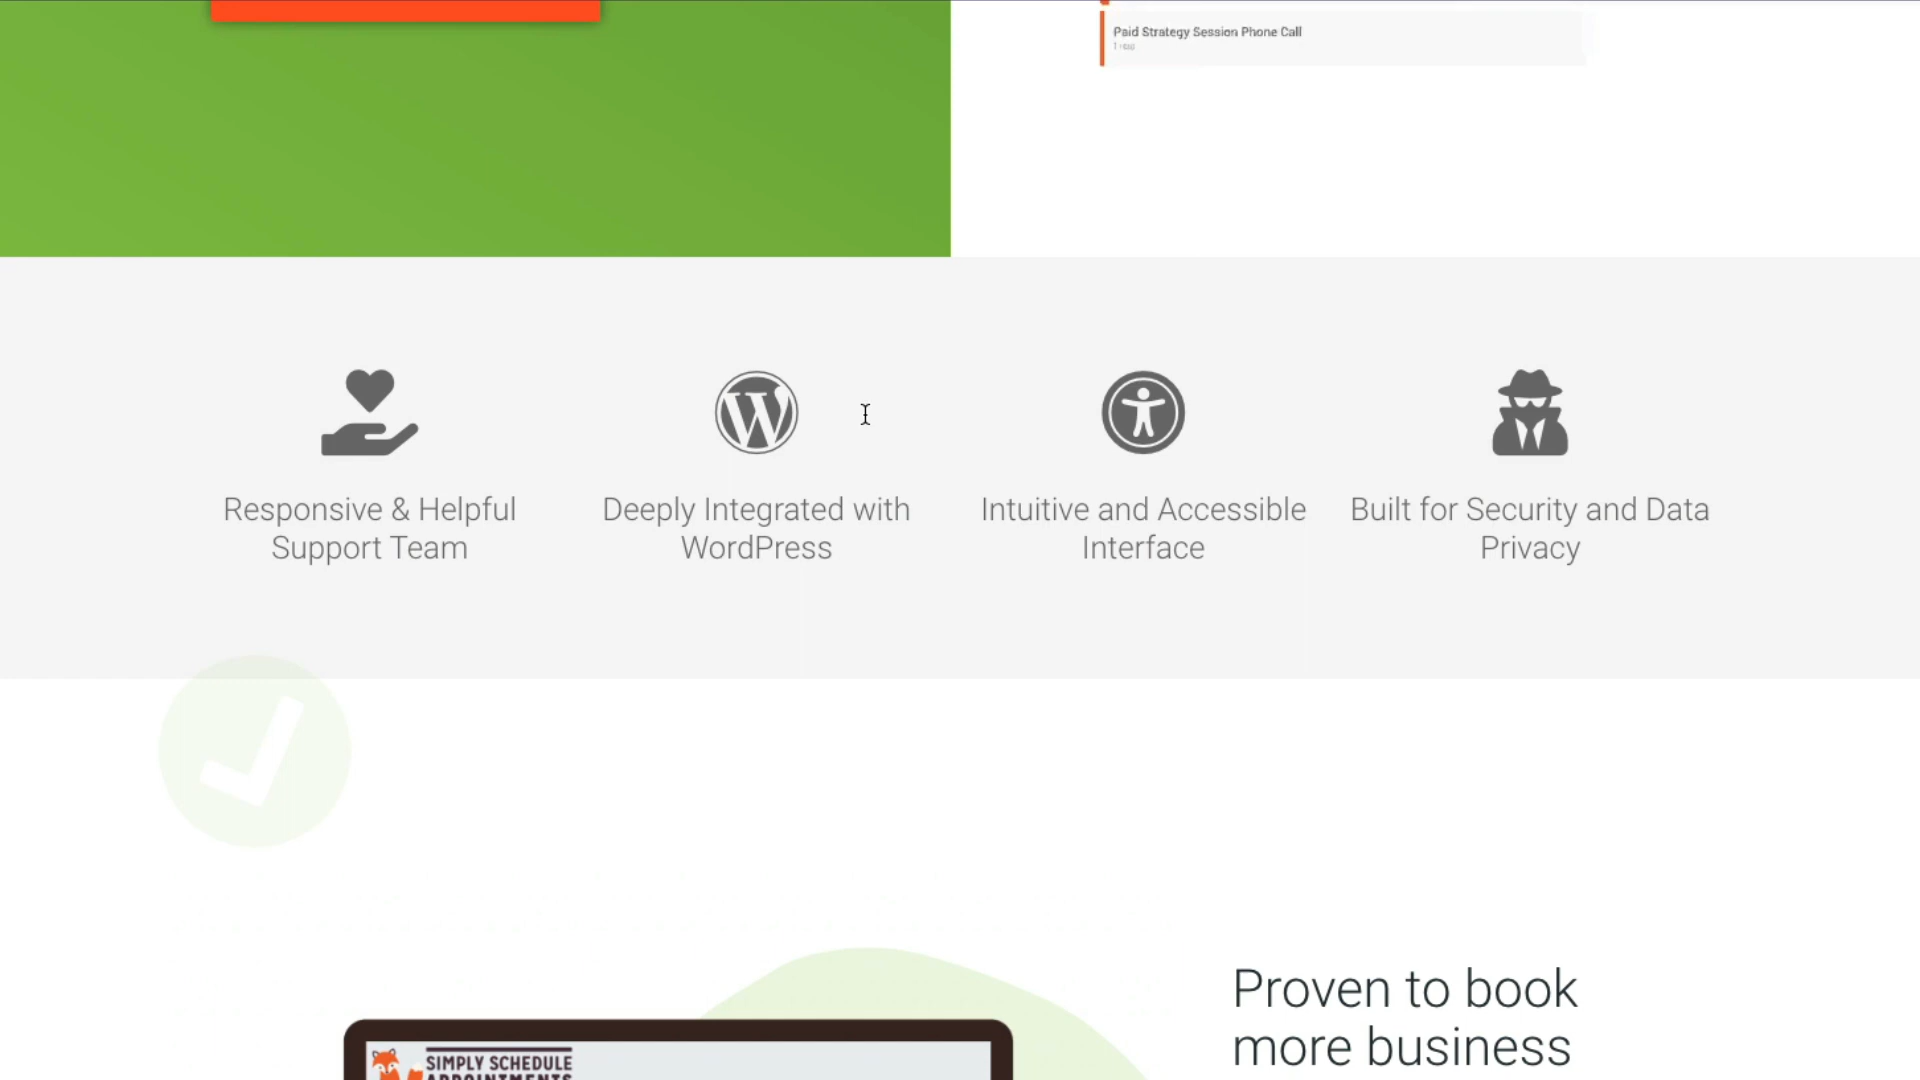 Paid Strategy Session Phone Call
Responsive & Helpful
Support Team
Deeply Integrated with
WordPress
Intuitive and Accessible
Interface
Built for Security and Data
Privacy
Proven to book
more business
SIMPLY SCHEDULE
APPOINTMENTS